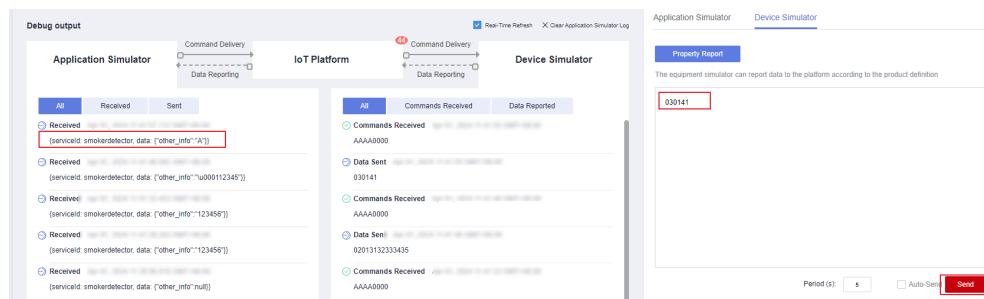 Debug output
Real-Time Refresh
Clear Application Simulator Log
Application Simulator
Command Delivery
Data Reporting
IoT Platform
44
Command Delivery
Data Reporting
Device Simulator
All
Received
Sent
Received
{serviceId: smokerdetector, data: {"other_info":"A"}}
Received
{serviceId: smokerdetector, data: {"other_info":"\u000112345"}}
Received
{serviceId: smokerdetector, data: {"other_info":"123456"}}
Received
{serviceId: smokerdetector, data: {"other_info":"123456"}}
Received
{serviceId: smokerdetector, data: {"other_info":null}}
All
Commands Received
Data Reported
Commands Received
AAAA0000
Data Sent
030141
Commands Received
AAAA0000
Data Sent
02013132333435
Commands Received
AAAA0000
Application Simulator
Device Simulator
Property Report
The equipment simulator can report data to the platform according to the product definition
030141
Period (s):
5
Auto-Send
Send